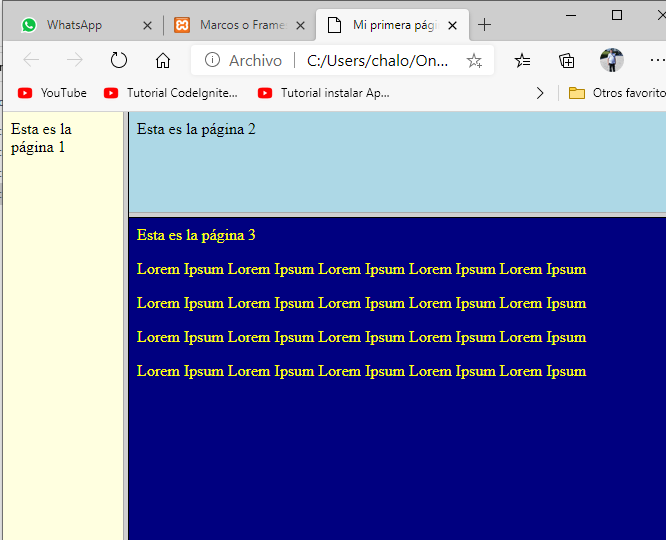 WhatsApp
Marcos o Frame
Mi primera pági
Archivo
C:/Users/chalo/On...
YouTube
Tutorial CodeIgnite...
Tutorial instalar Ap...
Otros favorito
Esta es la
página 1
Esta es la página 2
Esta es la página 3
Lorem Ipsum Lorem Ipsum Lorem Ipsum Lorem Ipsum Lorem Ipsum
Lorem Ipsum Lorem Ipsum Lorem Ipsum Lorem Ipsum Lorem Ipsum
Lorem Ipsum Lorem Ipsum Lorem Ipsum Lorem Ipsum Lorem Ipsum
Lorem Ipsum Lorem Ipsum Lorem Ipsum Lorem Ipsum Lorem Ipsum